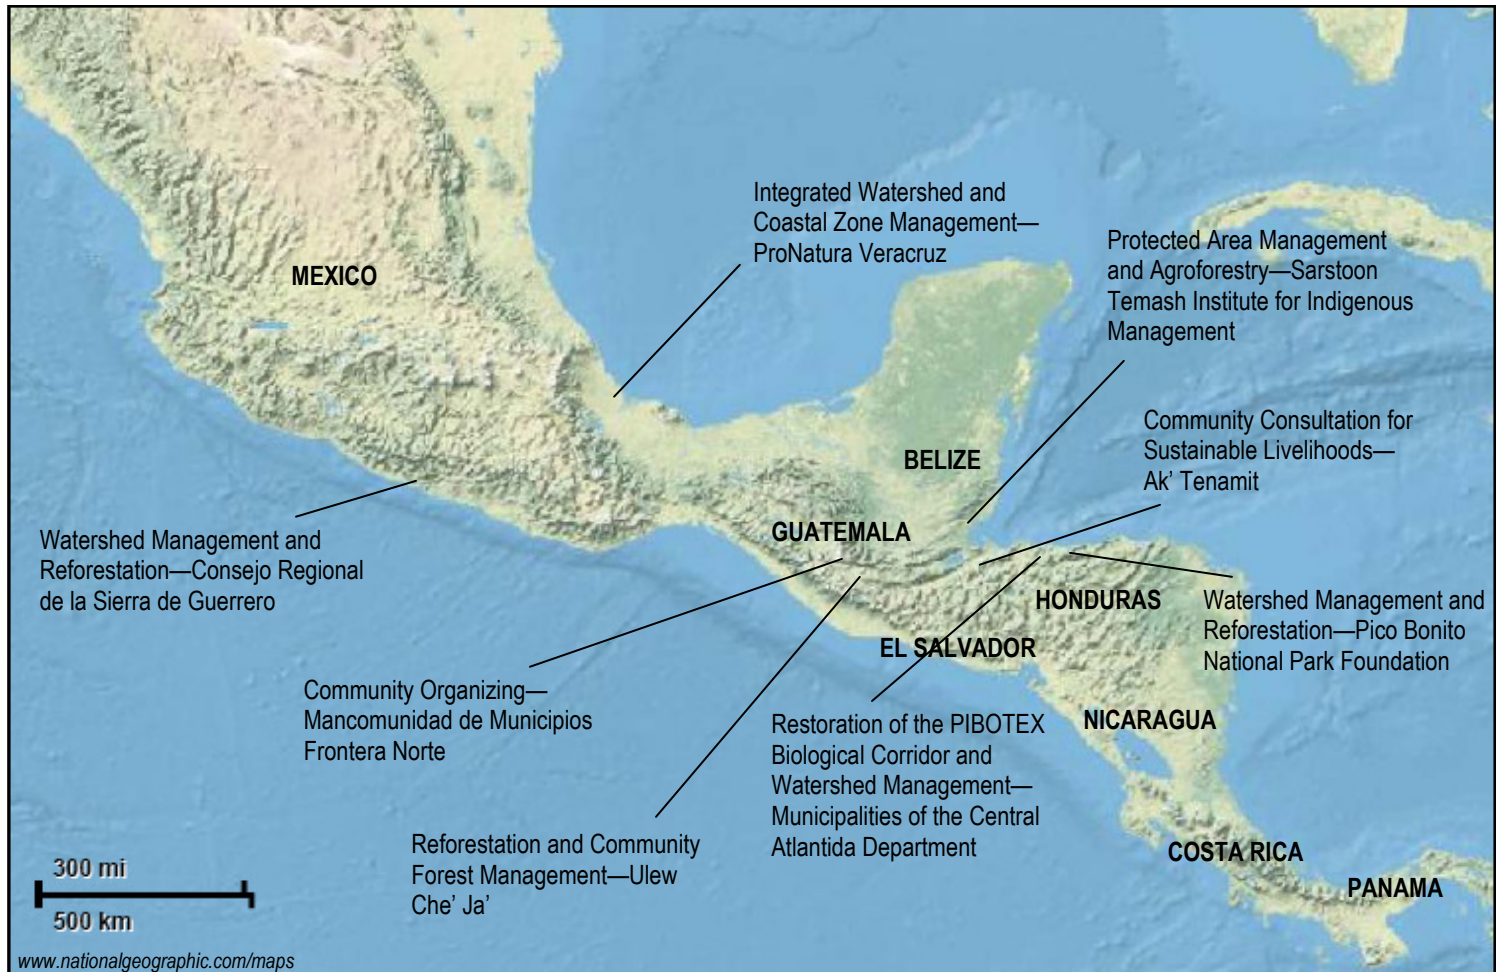 Integrated Watershed and
Coastal Zone Management—
ProNatura Veracruz
Protected Area Management
and Agroforestry—Sarstoon
Temash Institute for Indigenous
Management
MEXICO
Community Consultation for
Sustainable Livelihoods—
Ak’ Tenamit
BELIZE
GUATEMALA
Watershed Management and
Reforestation—Consejo Regional
de la Sierra de Guerrero
HONDURAS
Watershed Management and
Reforestation—Pico Bonito
National Park Foundation
EL SALVADOR
Community Organizing—
Mancomunidad de Municipios
Frontera Norte
NICARAGUA
Restoration of the PIBOTEX
Biological Corridor and
Watershed Management—
Municipalities of the Central
Atlantida Department
Reforestation and Community
Forest Management—Ulew
Che’ Ja’
COSTA RICA
PANAMA
300 mi
500 km
www.nationalgeographic.com/maps